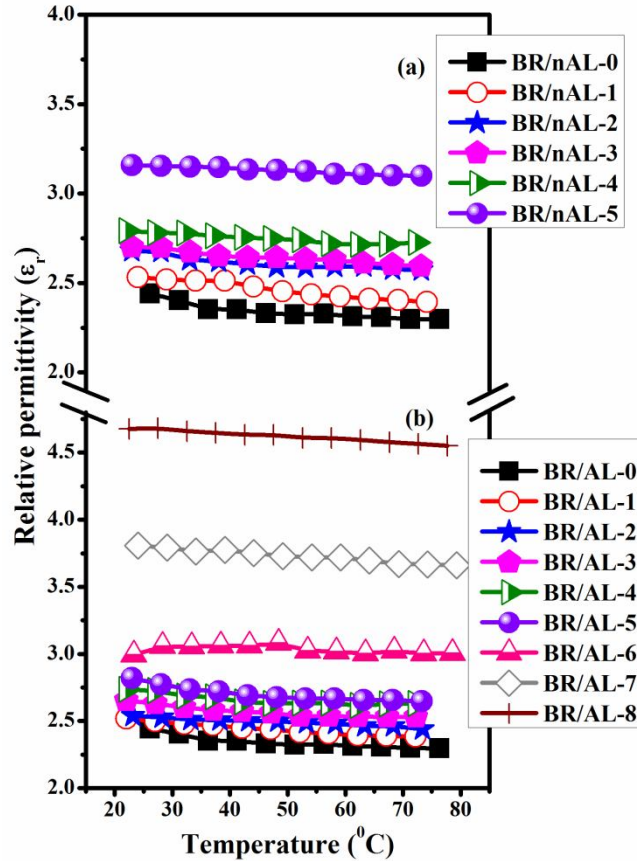 4.0
(a)
BR/nAL-0
BR/nAL-1
BR/nAL-2
BR/nAL-3
BR/nAL-4
BR/nAL-5
3.5
3.0
2.5
2.0
Relative permittivity (εr)
(b)
4.5
4.0
3.5
3.0
2.5
2.0
BR/AL-0
BR/AL-1
BR/AL-2
BR/AL-3
BR/AL-4
BR/AL-5
BR/AL-6
BR/AL-7
BR/AL-8
20 30 40 50 60 70 80
Temperature (⁰C)